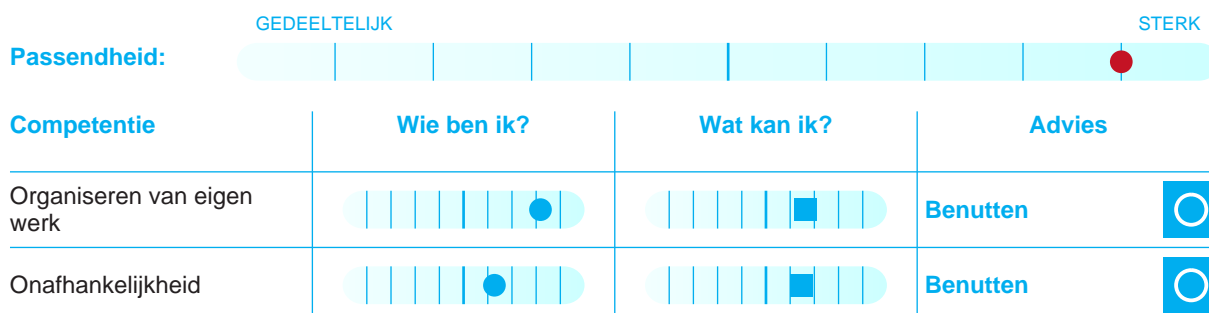 GEDEELTELIJK STERK
Passendheid:
Competentie Wie ben ik? Wat kan ik? Advies
Organiseren van eigen
werk
Benutten
Onafhankelijkheid Benutten